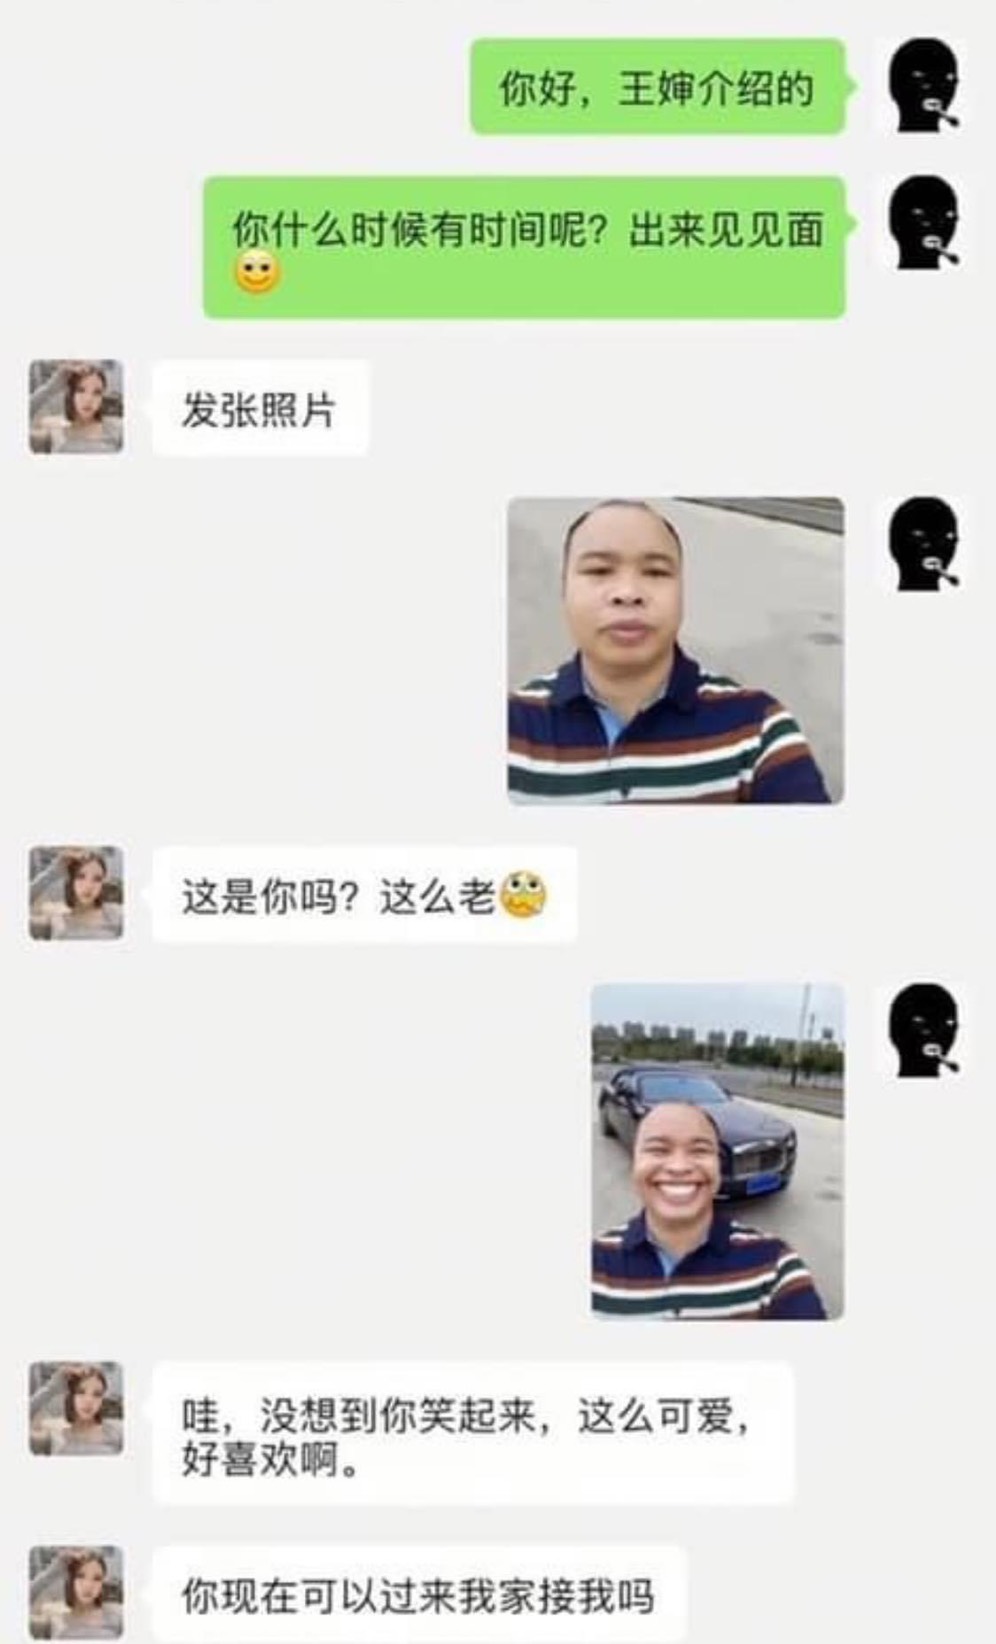 你好，王婶介绍的
你什么时候有时间呢？出来见见面
发张照片
这是你吗？这么老
哇，没想到你笑起来，这么可爱，
好喜欢啊。
你现在可以过来我家接我吗